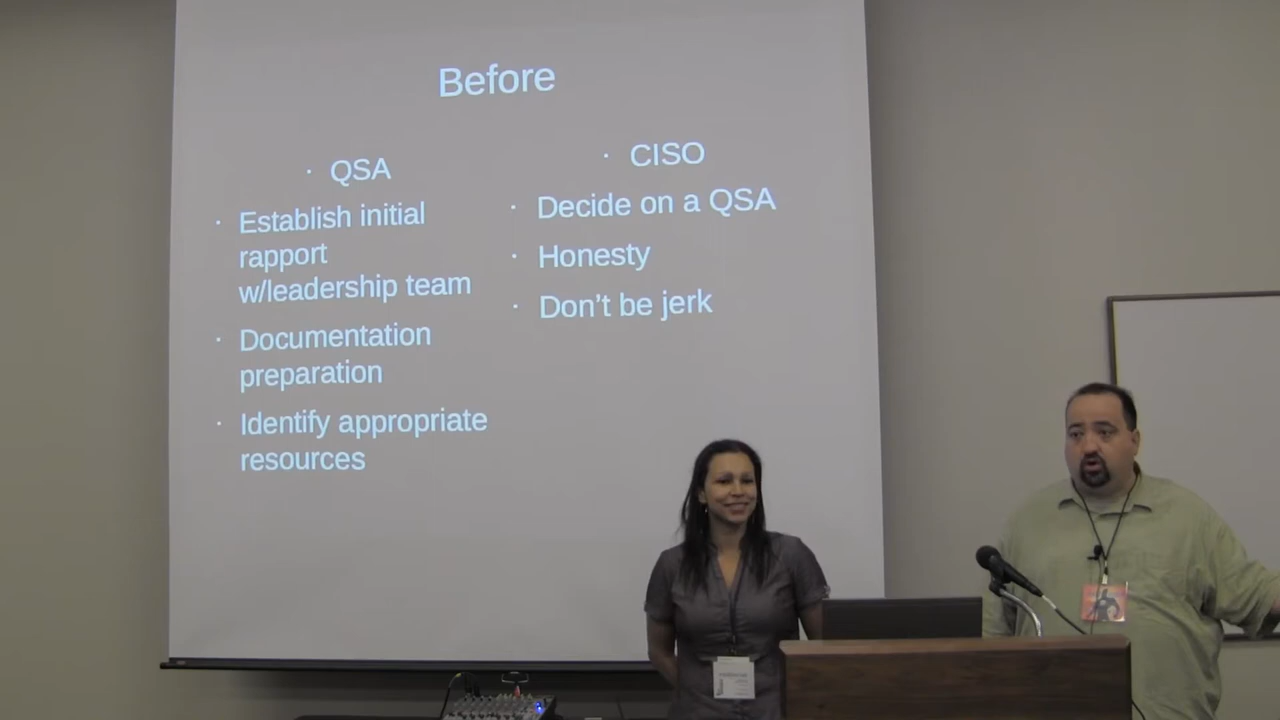 Before
· QSA
· Establish initial
rapport
w/leadership team
· Documentation
preparation
· Identify appropriate
resources
· CISO
· Decide on a QSA
· Honesty
· Don’t be jerk